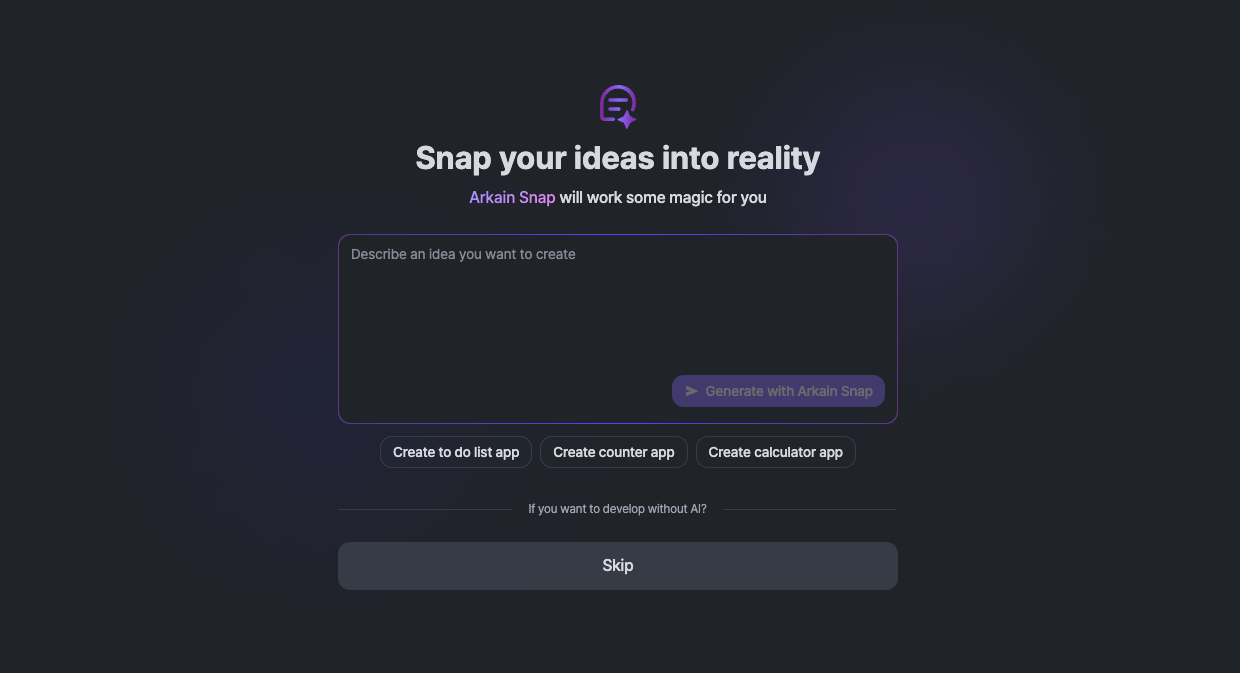 Snap your ideas into reality
Arkain Snap will work some magic for you
Describe an idea you want to create
Generate with Arkain Snap
Create to do list app
Create counter app
Create calculator app
If you want to develop without AI?
Skip